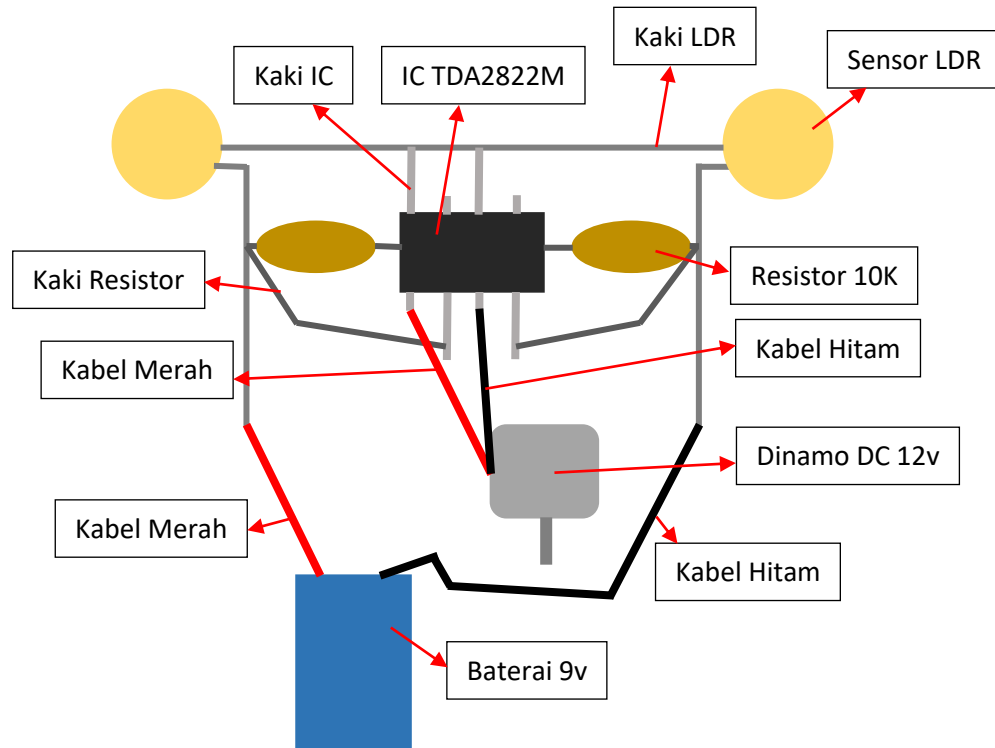 Kaki LDR
Sensor LDR
Kaki IC
IC TDA2822M
Kaki Resistor
Resistor 10K
Kabel Merah
Kabel Hitam
Dinamo DC 12v
Kabel Merah
Kabel Hitam
Baterai 9v